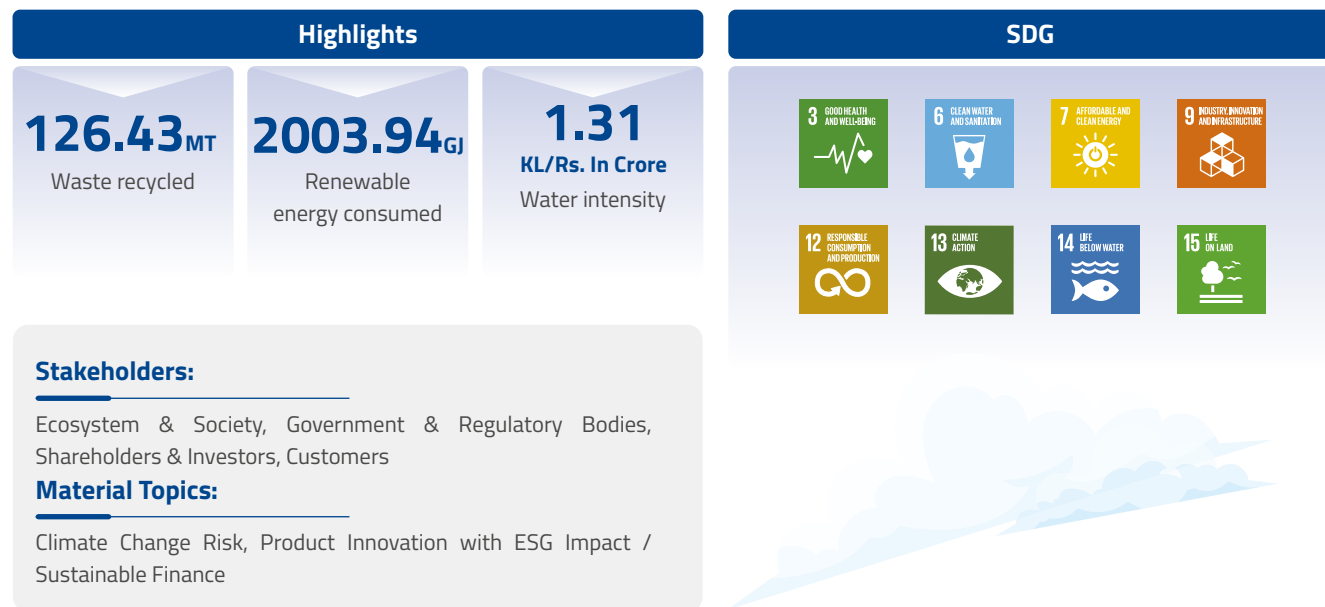 Highlights
126.43MT
Waste recycled
2003.94GJ
Renewable
energy consumed
1.31
KL/Rs. In Crore
Water intensity
Stakeholders:
Ecosystem & Society, Government & Regulatory Bodies,
Shareholders & Investors, Customers
Material Topics:
Climate Change Risk, Product Innovation with ESG Impact /
Sustainable Finance
SDG
3 GOOD HEALTH
AND WELL-BEING
6 CLEAN WATER
AND SANITATION
7 AFFORDABLE AND
CLEAN ENERGY
9 INDUSTRY, INNOVATION
AND INFRASTRUCTURE
12 RESPONSIBLE
CONSUMPTION
AND PRODUCTION
13 CLIMATE
ACTION
14 LIFE
BELOW WATER
15 LIFE
ON LAND